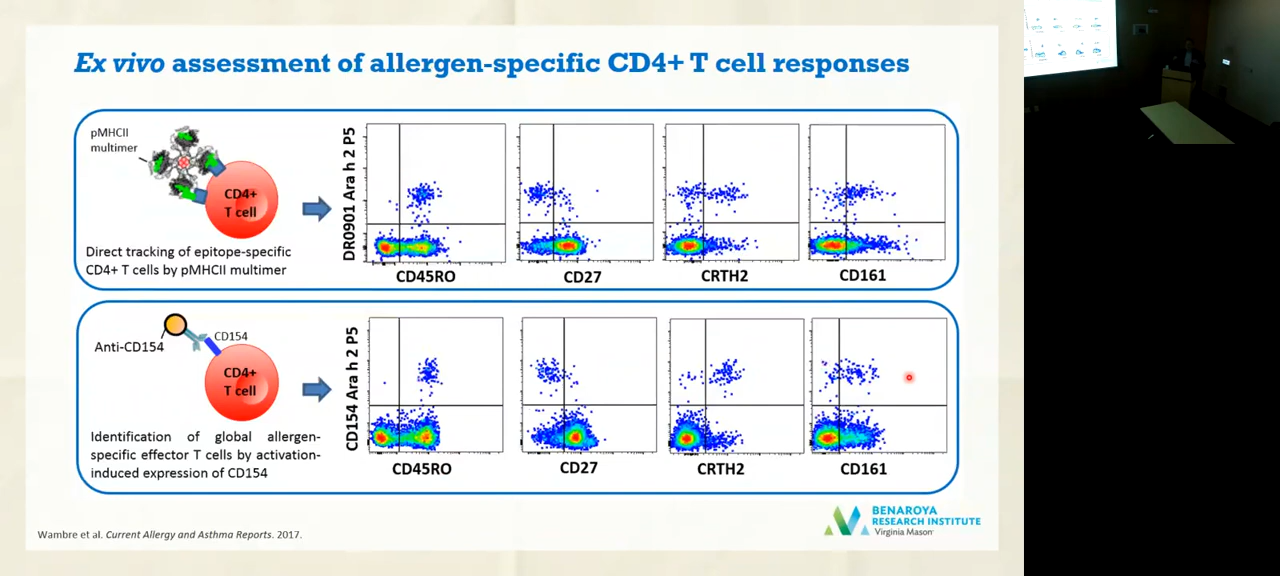 Ex vivo assessment of allergen-specific CD4+ T cell responses
pMHCII
multimer
CD4+
T cell
Direct tracking of epitope-specific
CD4+ T cells by pMHCII multimer
DR0901 Ara h 2 P5
CD45RO
CD27
CRTH2
CD161
Anti-CD154
CD154
CD4+
T cell
Identification of global allergen-
specific effector T cells by activation-
induced expression of CD154
CD154 Ara h 2 P5
CD45RO
CD27
CRTH2
CD161
Wambre et al. Current Allergy and Asthma Reports. 2017.
BENAROYA
RESEARCH INSTITUTE
Virginia Mason